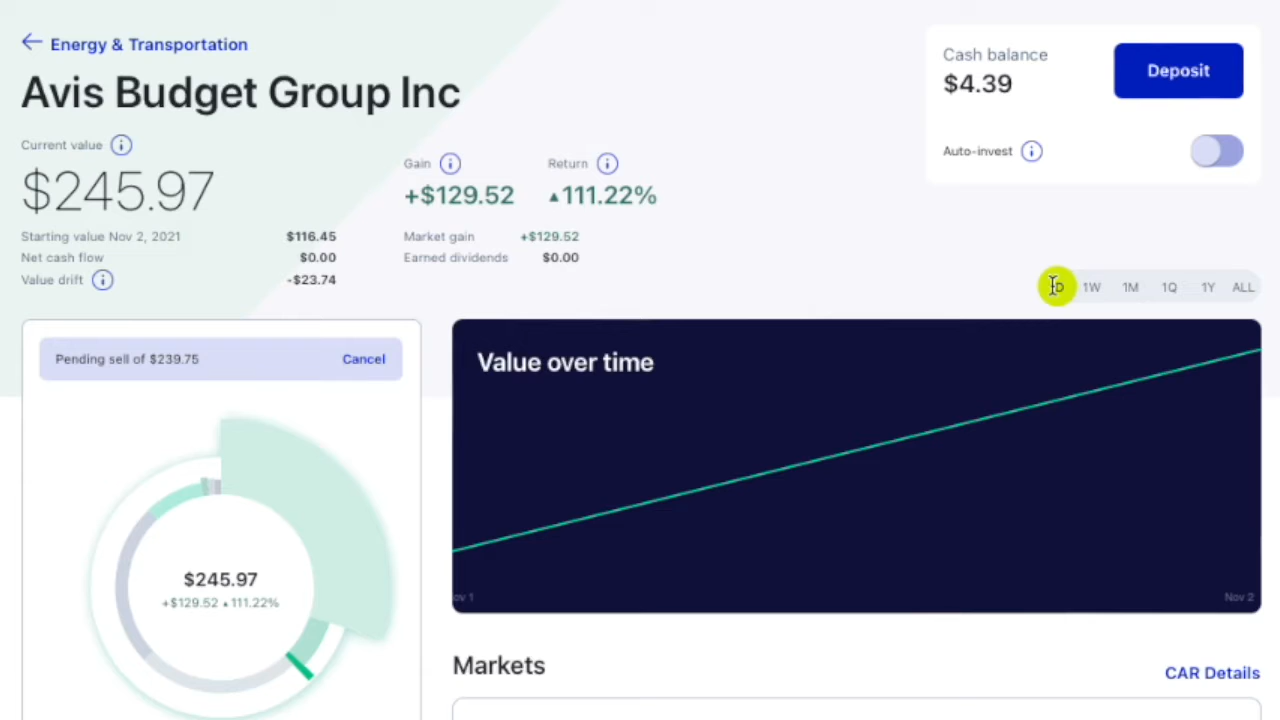 Energy & Transportation
Avis Budget Group Inc
Current value
$245.97
Starting value Nov 2, 2021 $116.45
Net cash flow $0.00
Value drift -$23.74
Gain Return
+$129.52 ▲111.22%
Market gain +$129.52
Earned dividends $0.00
Cash balance
$4.39
Deposit
Auto-invest
1W 1M 1Q 1Y ALL
Pending sell of $239.75 Cancel
$245.97
+$129.52 ▲111.22%
Value over time
ov 1 Nov 2
Markets
CAR Details